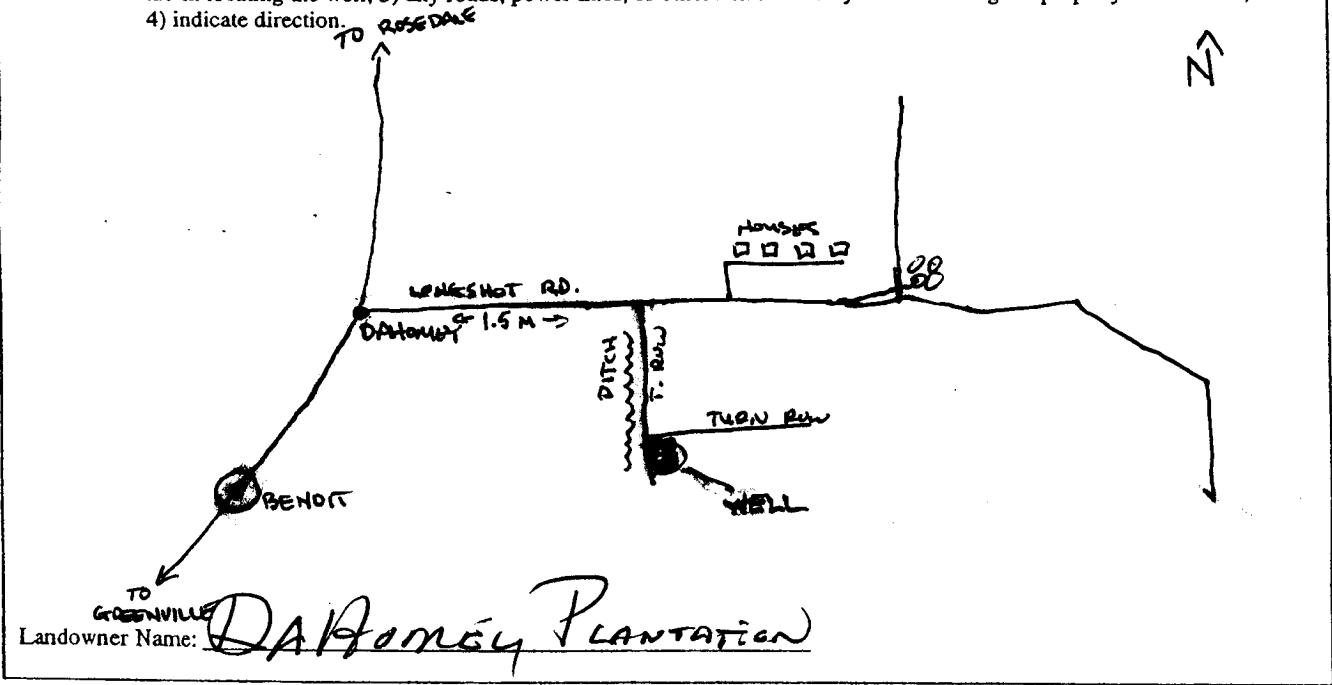 4) indicate direction.
TO ROSEDALE
N
HOUSES
LONGSHOT RD.
DAHOMEY
← 1.5 M →
DITCH
T. ROW
TURN ROW
BENOIT
WELL
TO
GREENVILLE
Landowner Name: DAHOMEY PLANTATION